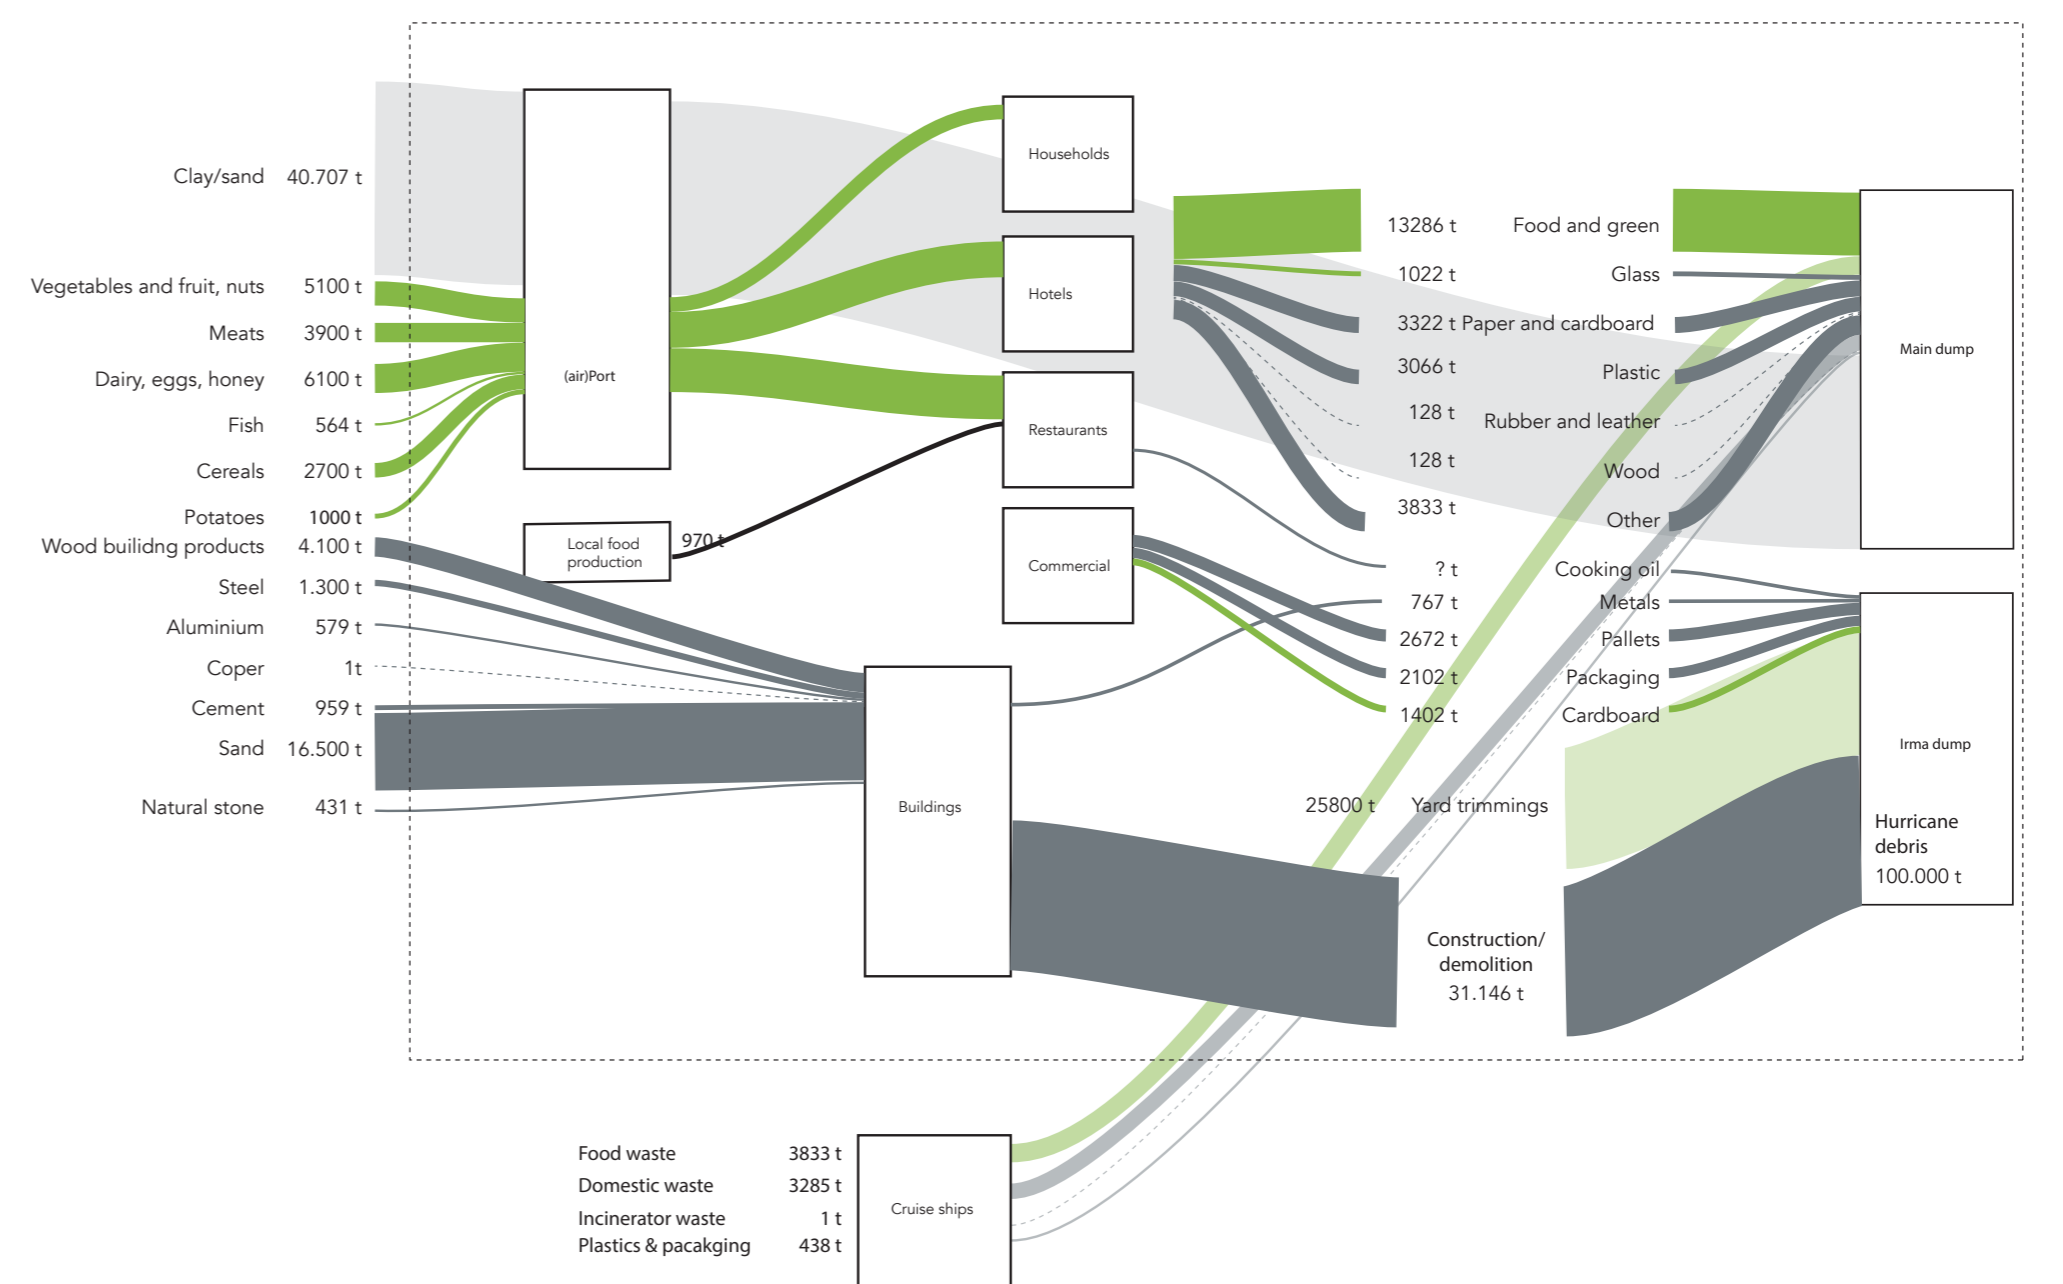 Clay/sand 40.707 t
Vegetables and fruit, nuts 5100 t
Meats 3900 t
Dairy, eggs, honey 6100 t
Fish 564 t
Cereals 2700 t
Potatoes 1000 t
Wood builidng products 4.100 t
Steel 1.300 t
Aluminium 579 t
Coper 1t
Cement 959 t
Sand 16.500 t
Natural stone 431 t
(air)Port
Local food
production
970 t
Households
Hotels
Restaurants
Commercial
Buildings
13286 t Food and green
1022 t Glass
3322 t Paper and cardboard
3066 t Plastic
128 t Rubber and leather
128 t Wood
3833 t Other
? t Cooking oil
767 t Metals
2672 t Pallets
2102 t Packaging
1402 t Cardboard
25800 t Yard trimmings
Construction/
demolition
31.146 t
Main dump
Irma dump
Hurricane
debris
100.000 t
Food waste 3833 t
Domestic waste 3285 t
Incinerator waste 1 t
Plastics & pacakging 438 t
Cruise ships